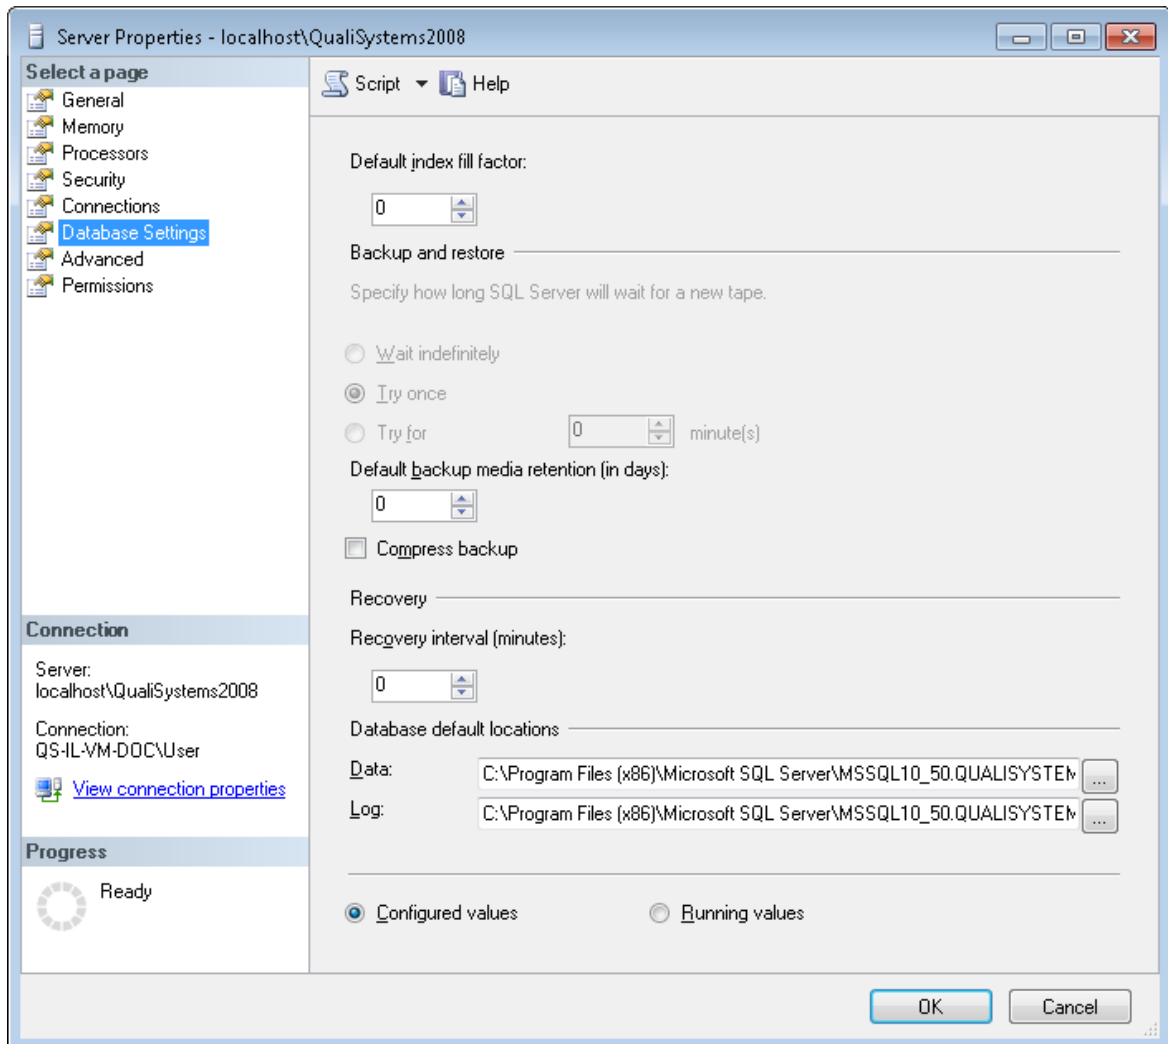 Server Properties - localhost\QualiSystems2008
Select a page
General
Memory
Processors
Security
Connections
Database Settings
Advanced
Permissions
Connection
Server:
localhost\QualiSystems2008
Connection:
QS-IL-VM-DOC\User
View connection properties
Progress
Ready
Script Help
Default index fill factor:
0
Backup and restore
Specify how long SQL Server will wait for a new tape.
Wait indefinitely
Try once
Try for 0 minute(s)
Default backup media retention (in days):
0
Compress backup
Recovery
Recovery interval (minutes):
0
Database default locations
Data: C:\Program Files (x86)\Microsoft SQL Server\MSSQL10_50.QUALISYSTEM ...
Log: C:\Program Files (x86)\Microsoft SQL Server\MSSQL10_50.QUALISYSTEM ...
Configured values Running values
OK Cancel